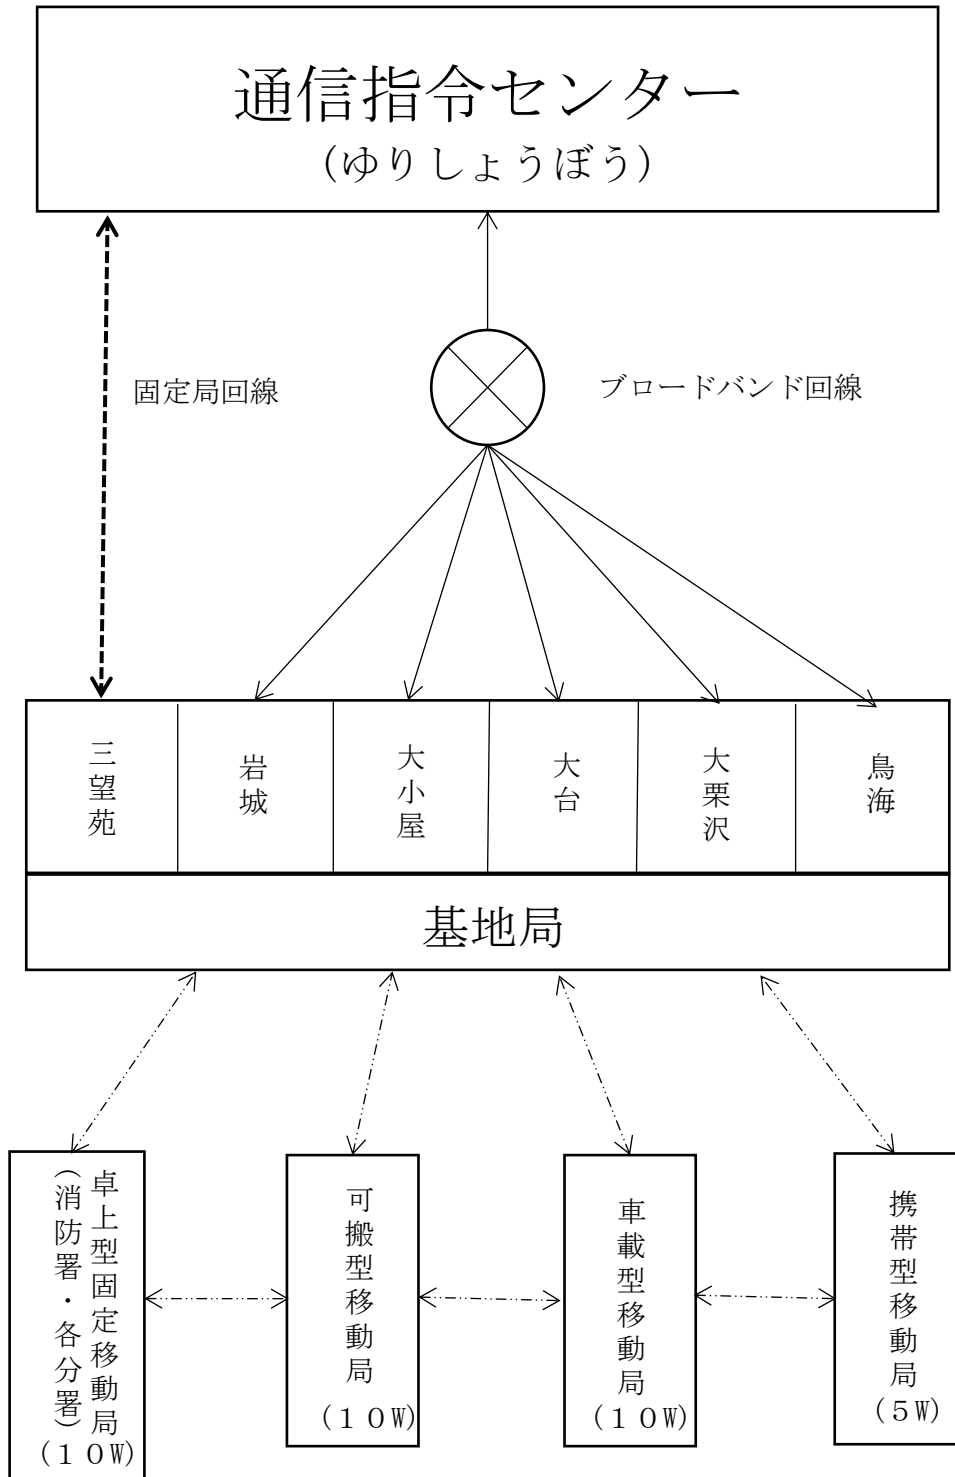 通信指令センター
(ゆりしょうぼう)
固定局回線
ブロードバンド回線
三望苑
岩城
大小屋
大台
大栗沢
鳥海
基地局
卓上型固定移動局
(消防署・各分署)
(10W)
可搬型移動局
(10W)
車載型移動局
(10W)
携帯型移動局
(5W)